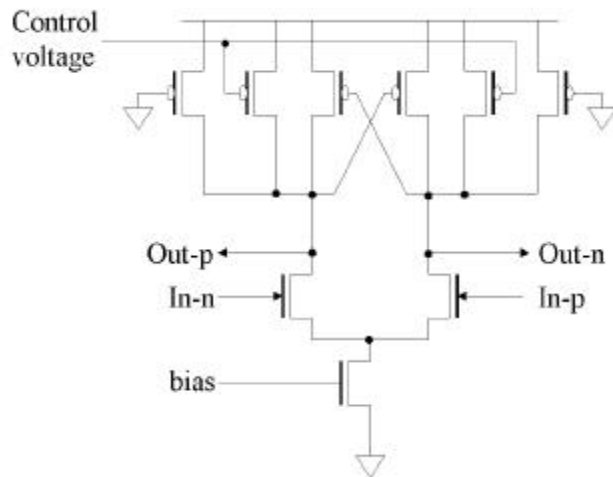 Control
voltage
Out-p
Out-n
In-n
In-p
bias